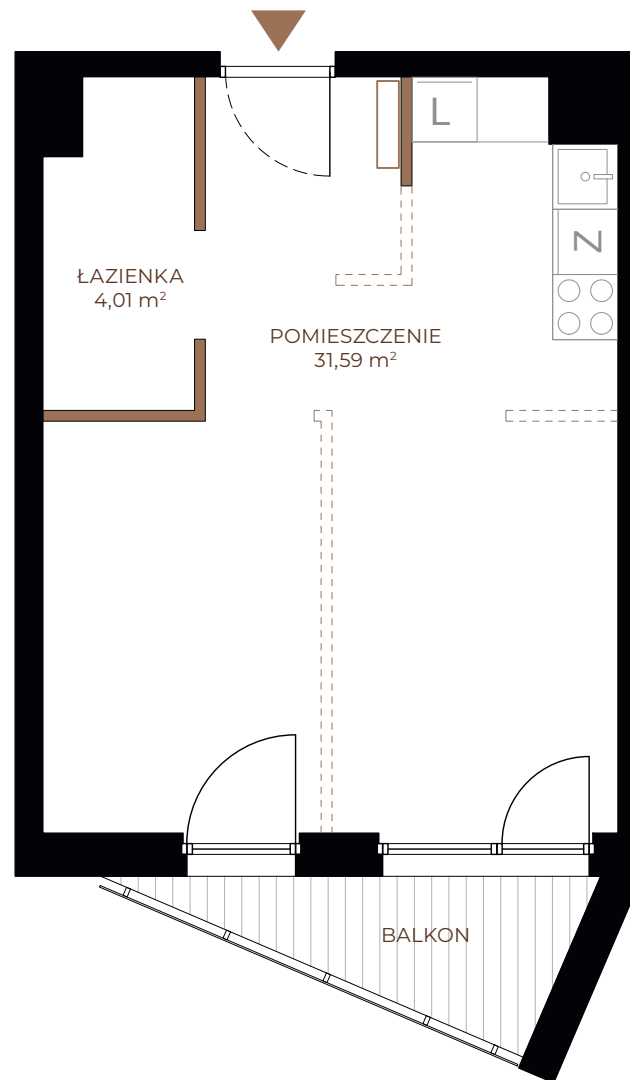 L
Z
ŁAZIENKA
4,01 m²
POMIESZCZENIE
31,59 m²
BALKON